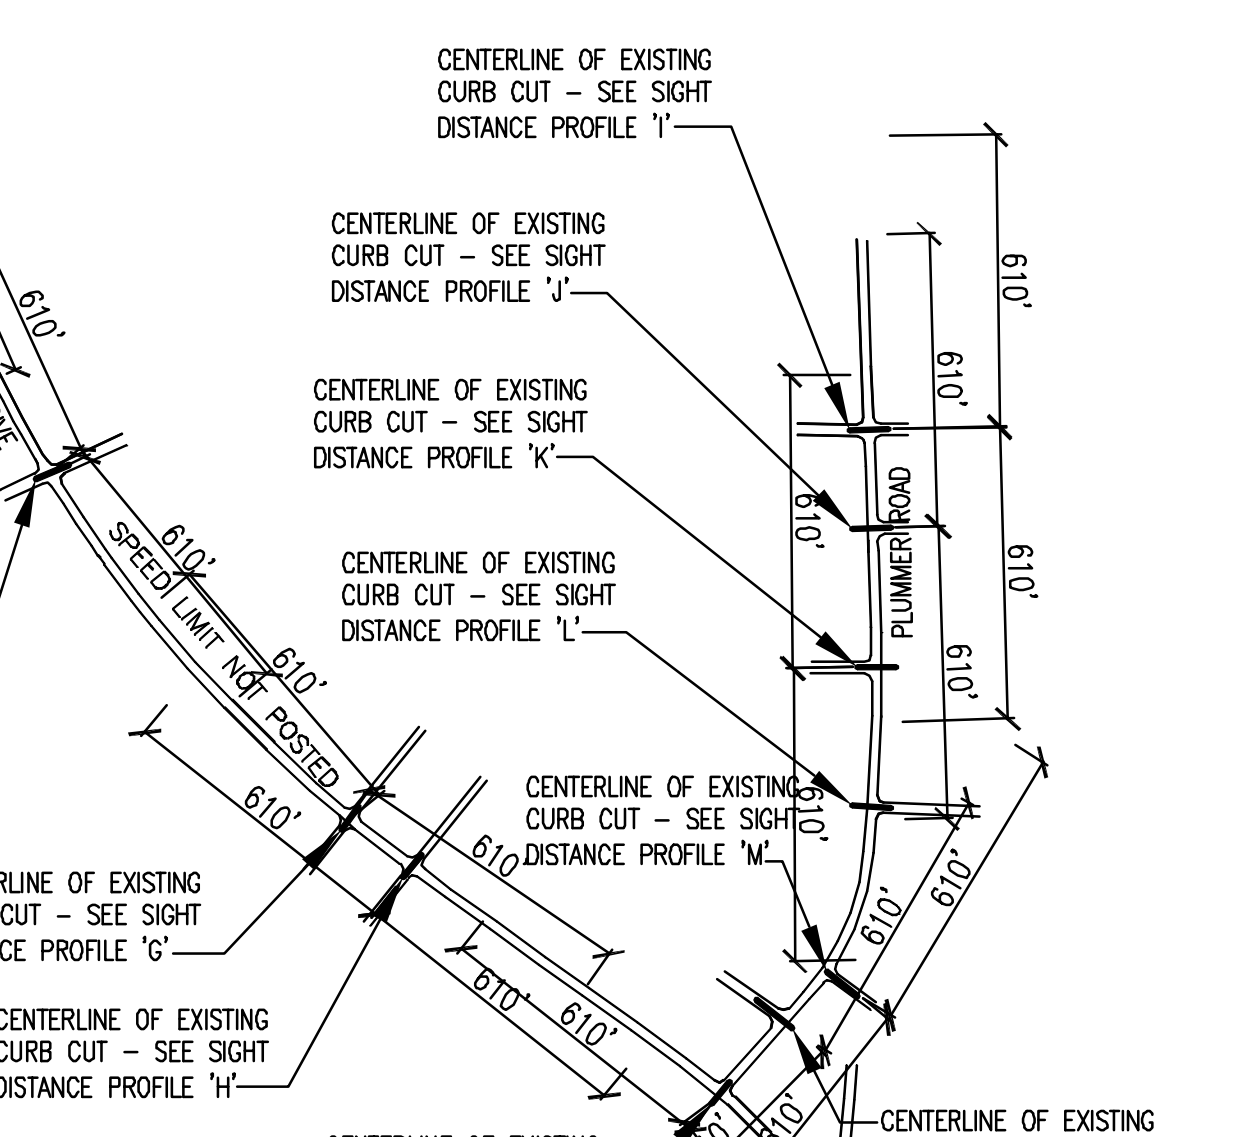 CENTERLINE OF EXISTING
CURB CUT – SEE SIGHT
DISTANCE PROFILE 'I'
CENTERLINE OF EXISTING
CURB CUT – SEE SIGHT
DISTANCE PROFILE 'J'
610'
610'
610'
CENTERLINE OF EXISTING
CURB CUT – SEE SIGHT
DISTANCE PROFILE 'K'
PLUMMER ROAD
610'
610'
SPEED LIMIT NOT POSTED
610'
CENTERLINE OF EXISTING
CURB CUT – SEE SIGHT
DISTANCE PROFILE 'L'
610'
610'
610'
CENTERLINE OF EXISTING
CURB CUT – SEE SIGHT
DISTANCE PROFILE 'M'
610'
610'
610'
610'
610'
RLINE OF EXISTING
CUT – SEE SIGHT
CE PROFILE 'G'
610'
610'
CENTERLINE OF EXISTING
CURB CUT – SEE SIGHT
DISTANCE PROFILE 'H'
610'
CENTERLINE OF EXISTING